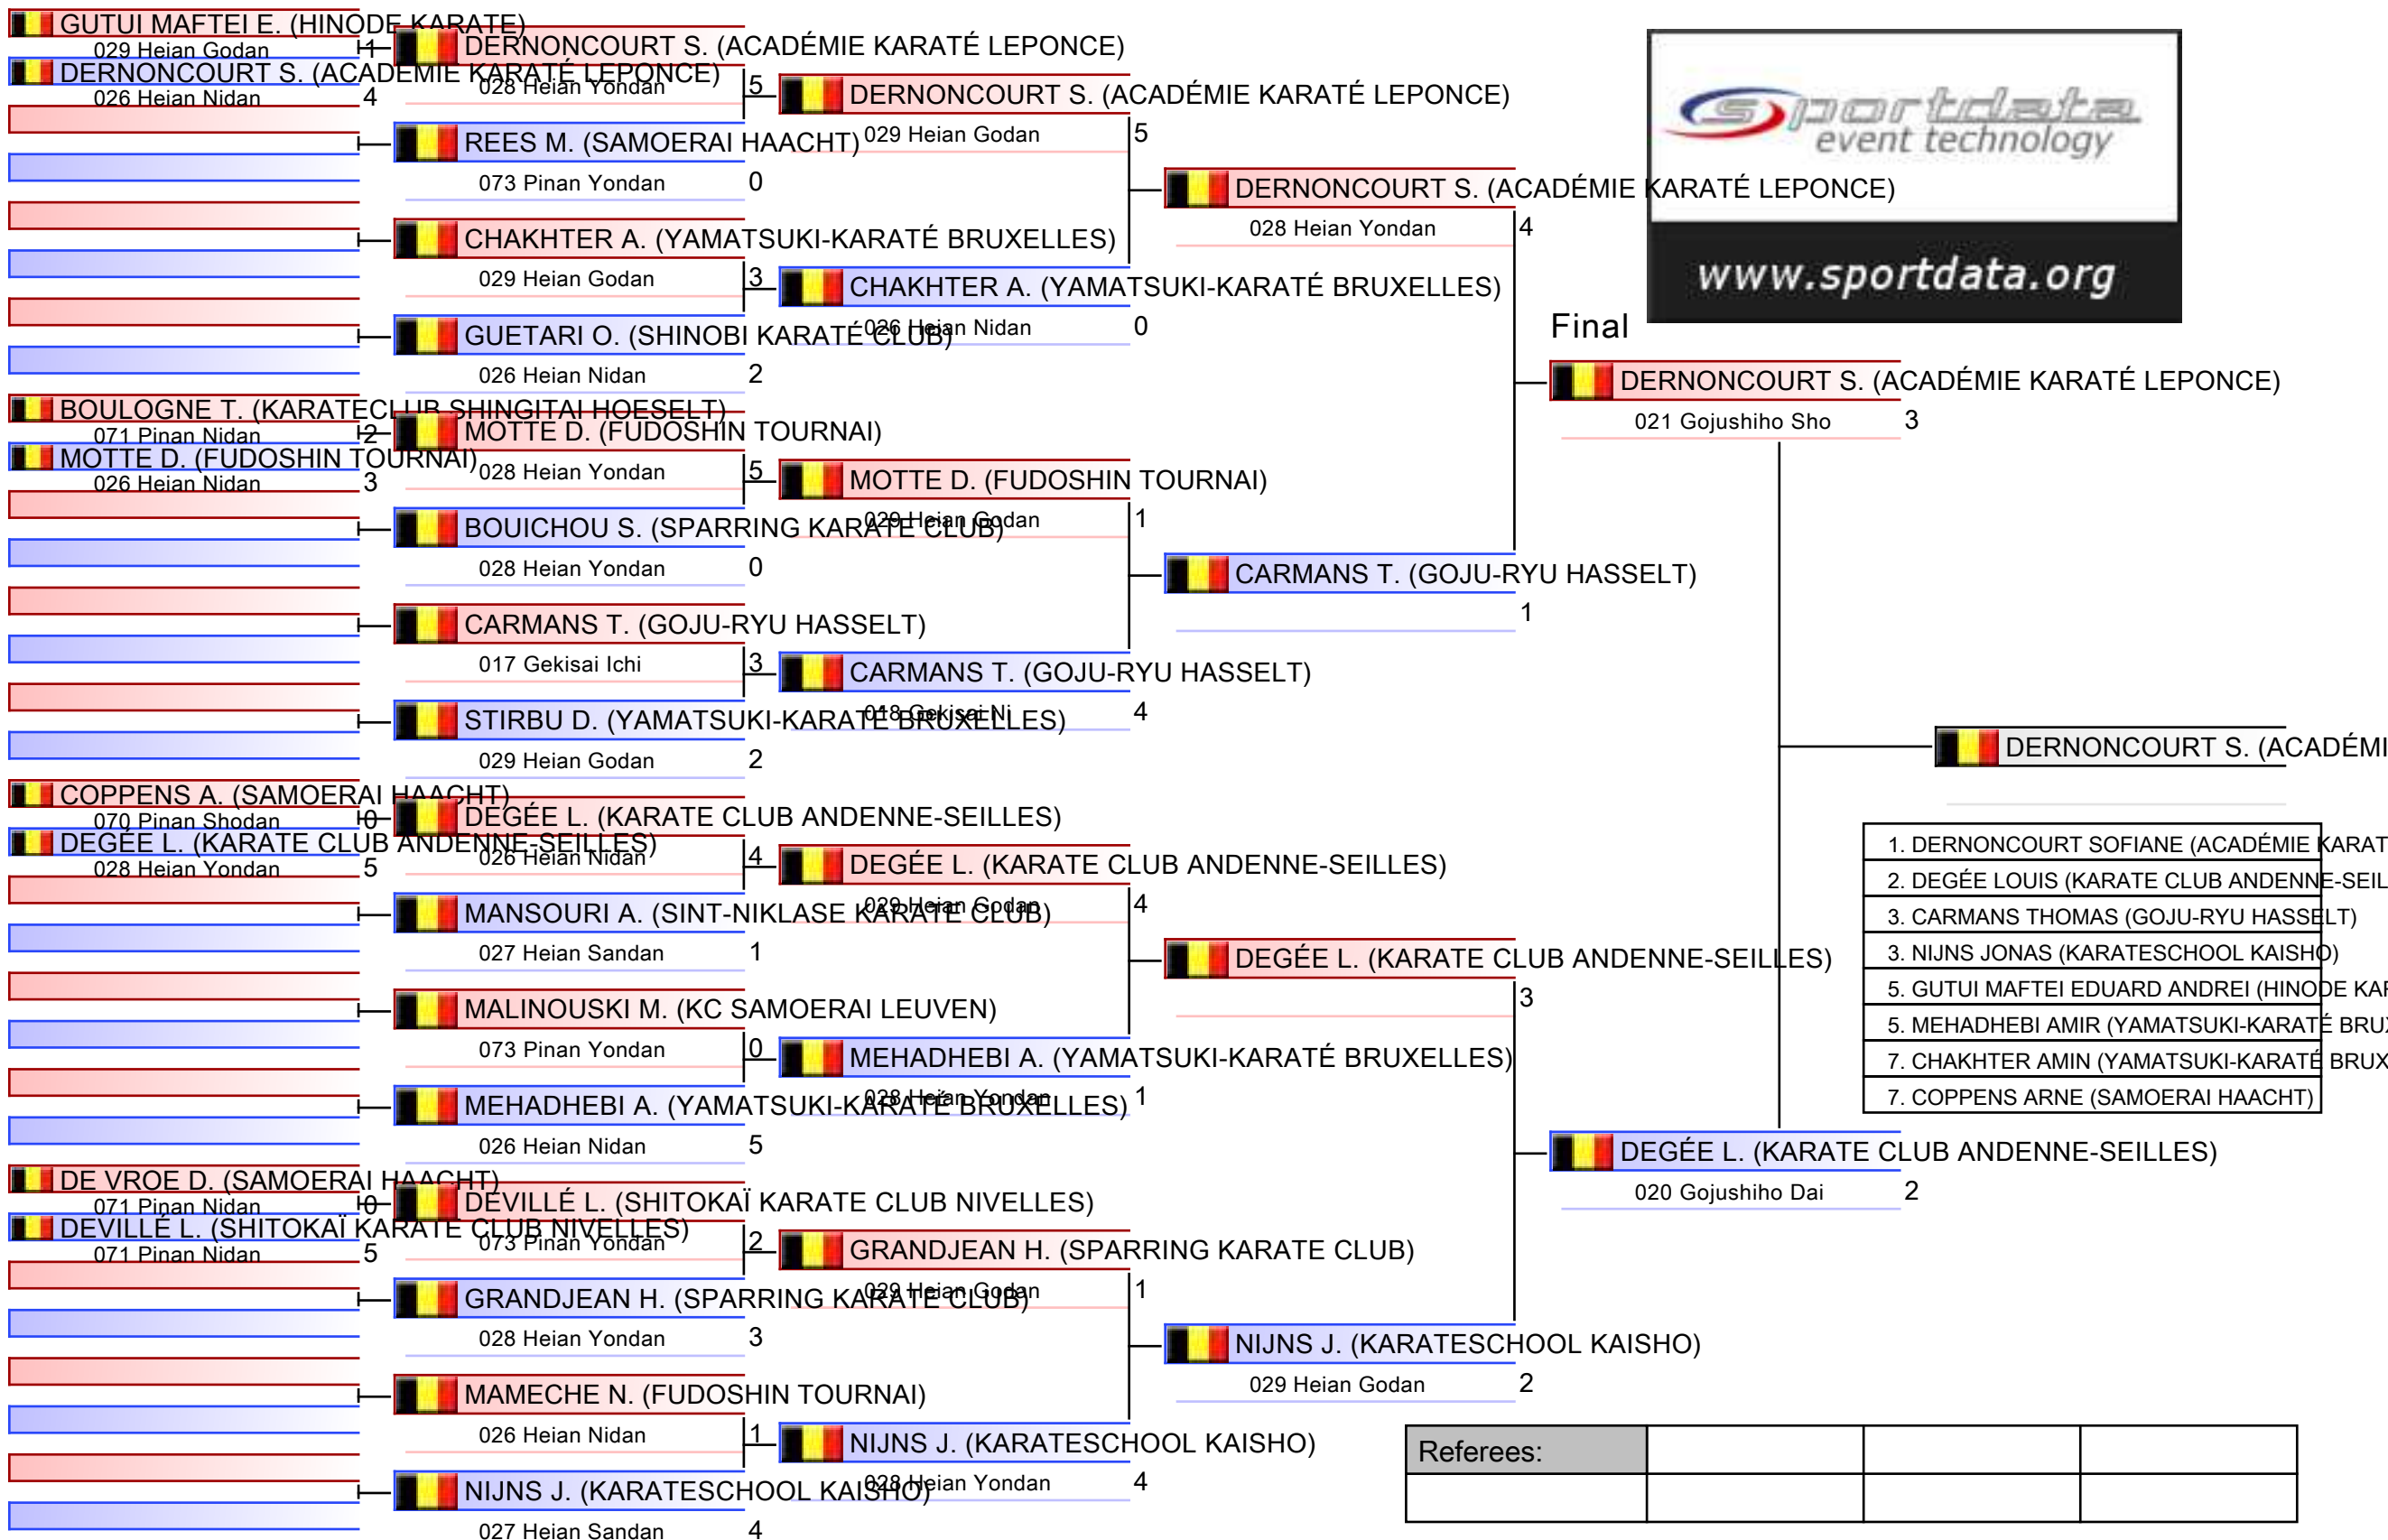 GUTUI MAFTEI E. (HINODE KARATE)
029 Heian Godan 1
DERNONCOURT S. (ACADÉMIE KARATÉ LEPONCE)
026 Heian Nidan 4
BOULOGNE T. (KARATECLUB SHINGITAI HOESELT)
071 Pinan Nidan 2
MOTTE D. (FUDOSHIN TOURNAI)
026 Heian Nidan 3
COPPENS A. (SAMOERAI HAACHT)
070 Pinan Shodan 0
DEGÉE L. (KARATE CLUB ANDENNE-SEILLES)
028 Heian Yondan 5
DE VROE D. (SAMOERAI HAACHT)
071 Pinan Nidan 0
DEVILLÉ L. (SHITOKAÏ KARATE CLUB NIVELLES)
071 Pinan Nidan 5
DERNONCOURT S. (ACADÉMIE KARATÉ LEPONCE)
028 Heian Yondan 5
REES M. (SAMOERAI HAACHT)
073 Pinan Yondan 0
CHAKHTER A. (YAMATSUKI-KARATÉ BRUXELLES)
029 Heian Godan 3
GUETARI O. (SHINOBI KARATÉ CLUB)
026 Heian Nidan 2
MOTTE D. (FUDOSHIN TOURNAI)
028 Heian Yondan 5
BOUICHOU S. (SPARRING KARATE CLUB)
028 Heian Yondan 0
CARMANS T. (GOJU-RYU HASSELT)
017 Gekisai Ichi 3
STIRBU D. (YAMATSUKI-KARATÉ BRUXELLES)
029 Heian Godan 2
DEGÉE L. (KARATE CLUB ANDENNE-SEILLES)
026 Heian Nidan 4
MANSOURI A. (SINT-NIKLASE KARATE CLUB)
027 Heian Sandan 1
MALINOUSKI M. (KC SAMOERAI LEUVEN)
073 Pinan Yondan 0
MEHADHEBI A. (YAMATSUKI-KARATÉ BRUXELLES)
026 Heian Nidan 5
DEVILLÉ L. (SHITOKAÏ KARATE CLUB NIVELLES)
073 Pinan Yondan 2
GRANDJEAN H. (SPARRING KARATE CLUB)
028 Heian Yondan 3
MAMECHE N. (FUDOSHIN TOURNAI)
026 Heian Nidan 1
NIJNS J. (KARATESCHOOL KAISHO)
027 Heian Sandan 4
DERNONCOURT S. (ACADÉMIE KARATÉ LEPONCE)
029 Heian Godan 5
CHAKHTER A. (YAMATSUKI-KARATÉ BRUXELLES)
026 Heian Nidan 0
MOTTE D. (FUDOSHIN TOURNAI)
029 Heian Godan 1
CARMANS T. (GOJU-RYU HASSELT)
018 Gekisai Ni 4
DEGÉE L. (KARATE CLUB ANDENNE-SEILLES)
029 Heian Godan 4
MEHADHEBI A. (YAMATSUKI-KARATÉ BRUXELLES)
028 Heian Yondan 1
GRANDJEAN H. (SPARRING KARATE CLUB)
029 Heian Godan 1
NIJNS J. (KARATESCHOOL KAISHO)
028 Heian Yondan 4
DERNONCOURT S. (ACADÉMIE KARATÉ LEPONCE)
028 Heian Yondan 4
CARMANS T. (GOJU-RYU HASSELT)
1
DEGÉE L. (KARATE CLUB ANDENNE-SEILLES)
3
NIJNS J. (KARATESCHOOL KAISHO)
029 Heian Godan 2
sportdata
event technology
www.sportdata.org
Final
DERNONCOURT S. (ACADÉMIE KARATÉ LEPONCE)
021 Gojushiho Sho 3
DEGÉE L. (KARATE CLUB ANDENNE-SEILLES)
020 Gojushiho Dai 2
DERNONCOURT S. (ACADÉMI
1. DERNONCOURT SOFIANE (ACADÉMIE KARAT
2. DEGÉE LOUIS (KARATE CLUB ANDENNE-SEIL
3. CARMANS THOMAS (GOJU-RYU HASSELT)
3. NIJNS JONAS (KARATESCHOOL KAISHO)
5. GUTUI MAFTEI EDUARD ANDREI (HINODE KAR
5. MEHADHEBI AMIR (YAMATSUKI-KARATÉ BRUX
7. CHAKHTER AMIN (YAMATSUKI-KARATÉ BRUX
7. COPPENS ARNE (SAMOERAI HAACHT)
Referees: